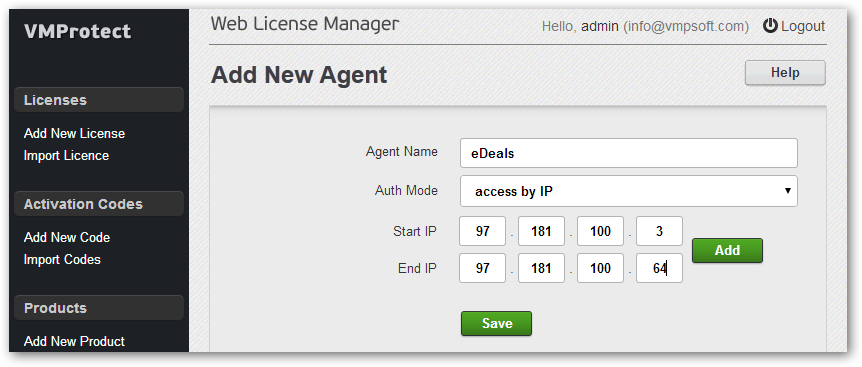 VMProtect
Web License Manager
Hello, admin (info@vmpsoft.com) Logout
Add New Agent
Help
Licenses
Add New License
Import Licence
Activation Codes
Add New Code
Import Codes
Products
Add New Product
Agent Name eDeals
Auth Mode access by IP
Start IP 97 . 181 . 100 . 3
End IP 97 . 181 . 100 . 64
Add
Save